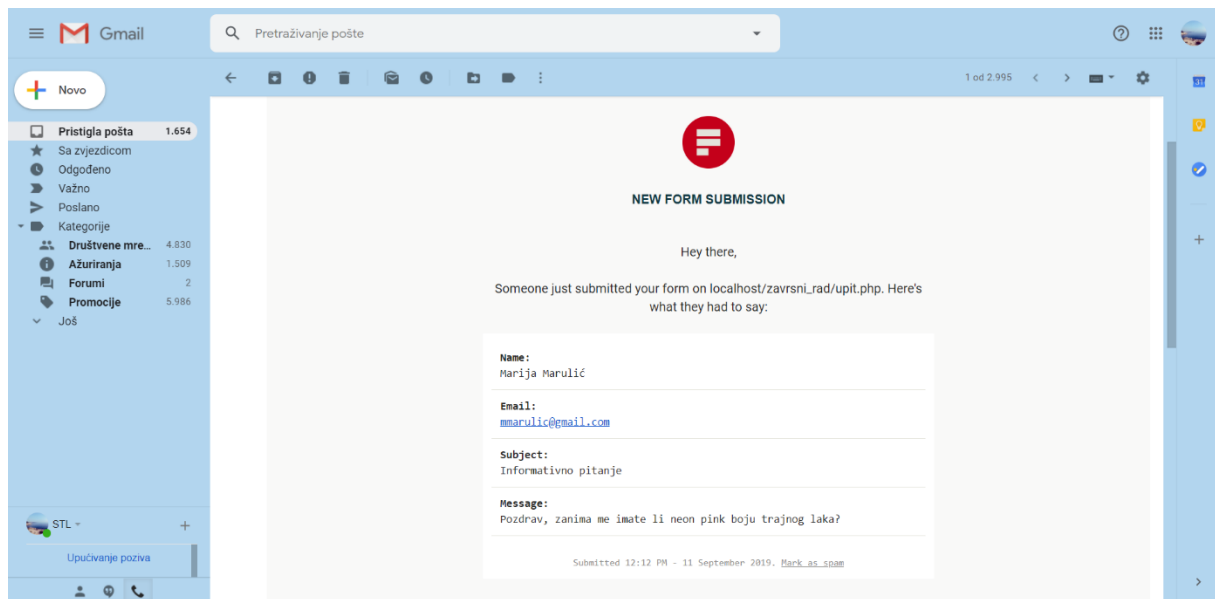 Gmail
Pretraživanje pošte
Novo
1 od 2.995
31
Pristigla pošta 1.654
Sa zvjezdicom
Odgođeno
Važno
Poslano
Kategorije
Društvene mre... 4.830
Ažuriranja 1.509
Forumi 2
Promocije 5.986
Još
STL
Upućivanje poziva
NEW FORM SUBMISSION
Hey there,
Someone just submitted your form on localhost/zavrsni_rad/upit.php. Here's
what they had to say:
Name:
Marija Marulić
Email:
mmarulic@gmail.com
Subject:
Informativno pitanje
Message:
Pozdrav, zanima me imate li neon pink boju trajnog laka?
Submitted 12:12 PM - 11 September 2019. Mark as spam